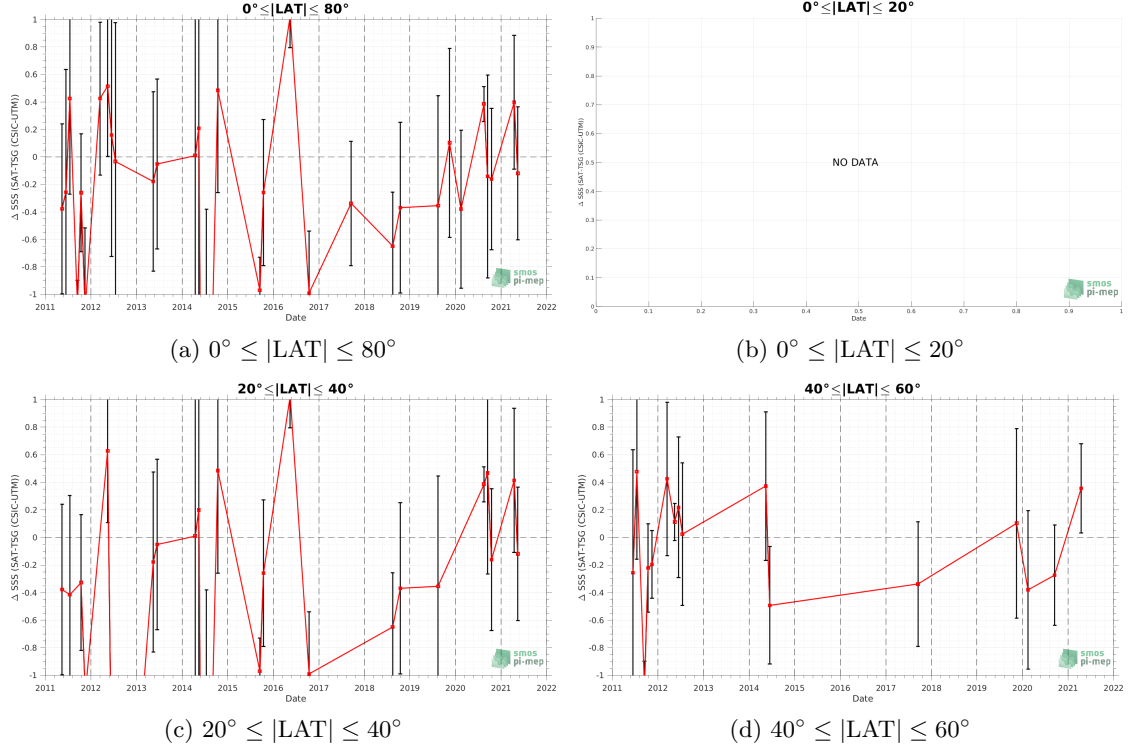 0°≤|LAT|≤ 80°
1
0.8
0.6
0.4
0.2
0
-0.2
-0.4
-0.6
-0.8
-1
Δ SSS (SAT-TSG (CSIC-UTM))
2011 2012 2013 2014 2015 2016 2017 2018 2019 2020 2021 2022
Date
smos
pi-mep
(a) 0° ≤ |LAT| ≤ 80°
0°≤|LAT|≤ 20°
1
0.9
0.8
0.7
0.6
0.5
0.4
0.3
0.2
0.1
0
Δ SSS (SAT-TSG (CSIC-UTM))
NO DATA
0 0.1 0.2 0.3 0.4 0.5 0.6 0.7 0.8 0.9 1
Date
smos
pi-mep
(b) 0° ≤ |LAT| ≤ 20°
20°≤|LAT|≤ 40°
1
0.8
0.6
0.4
0.2
0
-0.2
-0.4
-0.6
-0.8
-1
Δ SSS (SAT-TSG (CSIC-UTM))
2011 2012 2013 2014 2015 2016 2017 2018 2019 2020 2021 2022
Date
smos
pi-mep
(c) 20° ≤ |LAT| ≤ 40°
40°≤|LAT|≤ 60°
1
0.8
0.6
0.4
0.2
0
-0.2
-0.4
-0.6
-0.8
-1
Δ SSS (SAT-TSG (CSIC-UTM))
2011 2012 2013 2014 2015 2016 2017 2018 2019 2020 2021 2022
Date
smos
pi-mep
(d) 40° ≤ |LAT| ≤ 60°